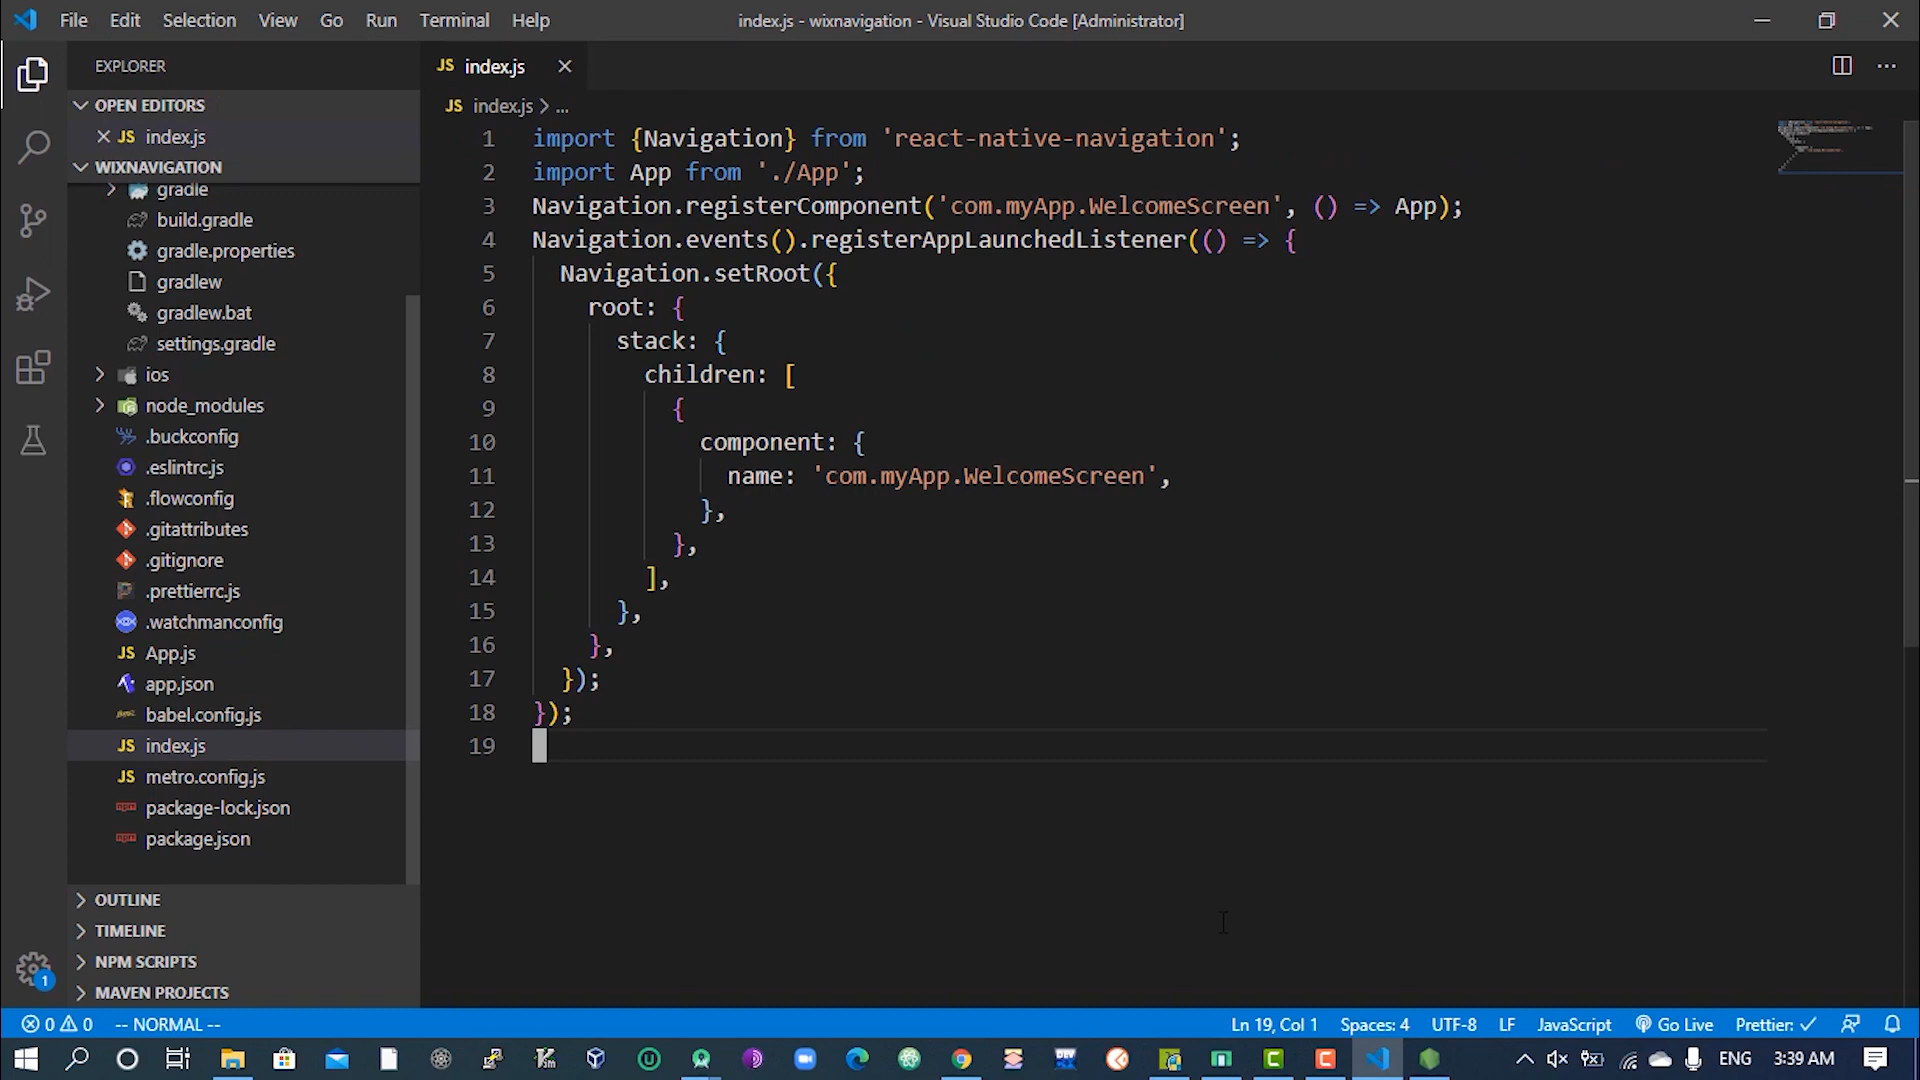 File Edit Selection View Go Run Terminal Help
index.js - wixnavigation - Visual Studio Code [Administrator]
EXPLORER
OPEN EDITORS
JS index.js
WIXNAVIGATION
gradle
build.gradle
gradle.properties
gradlew
gradlew.bat
settings.gradle
ios
node_modules
.buckconfig
.eslintrc.js
.flowconfig
.gitattributes
.gitignore
.prettierrc.js
.watchmanconfig
JS App.js
app.json
babel.config.js
JS index.js
JS metro.config.js
package-lock.json
package.json
OUTLINE
TIMELINE
NPM SCRIPTS
MAVEN PROJECTS
1
JS index.js
JS index.js > ...
1 import {Navigation} from 'react-native-navigation';
2 import App from './App';
3 Navigation.registerComponent('com.myApp.WelcomeScreen', () => App);
4 Navigation.events().registerAppLaunchedListener(() => {
5 Navigation.setRoot({
6 root: {
7 stack: {
8 children: [
9 {
10 component: {
11 name: 'com.myApp.WelcomeScreen',
12 },
13 },
14 ],
15 },
16 },
17 });
18 });
19
0 0 -- NORMAL --
Ln 19, Col 1 Spaces: 4 UTF-8 LF JavaScript Go Live Prettier: ✓
ENG 3:39 AM